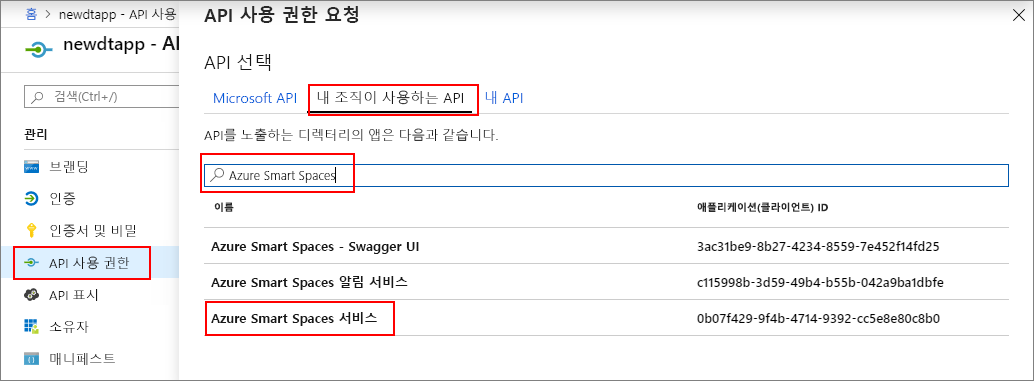 홈 > newdtapp - API 사용
newdtapp - AI
검색(Ctrl+/)
관리
브랜딩
인증
인증서 및 비밀
API 사용 권한
API 표시
소유자
매니페스트
API 사용 권한 요청
API 선택
Microsoft API 내 조직이 사용하는 API 내 API
API를 노출하는 디렉터리의 앱은 다음과 같습니다.
Azure Smart Spaces
이름 애플리케이션(클라이언트) ID
Azure Smart Spaces - Swagger UI 3ac31be9-8b27-4234-8559-7e452f14fd25
Azure Smart Spaces 알림 서비스 c115998b-3d59-49b4-b55b-042a9ba1dbfe
Azure Smart Spaces 서비스 0b07f429-9f4b-4714-9392-cc5e8e80c8b0